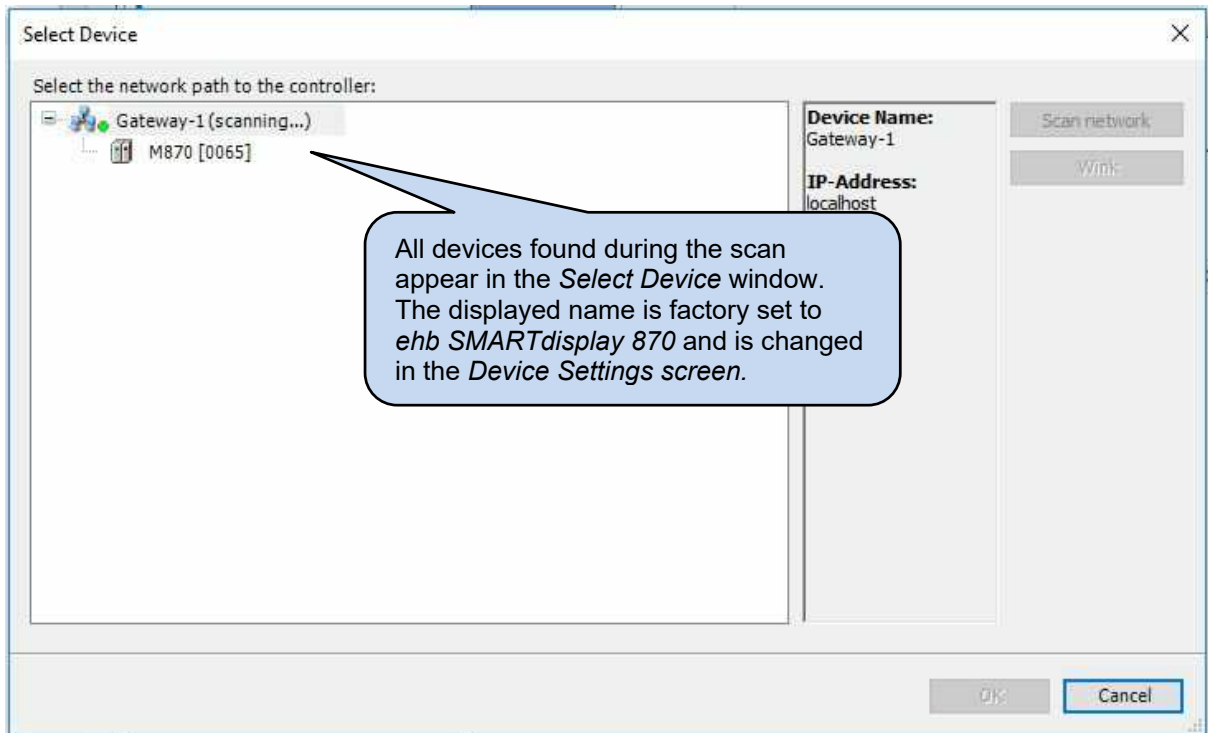 Select Device
Select the network path to the controller:
Gateway-1 (scanning...)
M870 [0065]
Device Name:
Gateway-1
IP-Address:
localhost
Scan network
Wink
All devices found during the scan
appear in the Select Device window.
The displayed name is factory set to
ehb SMARTdisplay 870 and is changed
in the Device Settings screen.
OK
Cancel